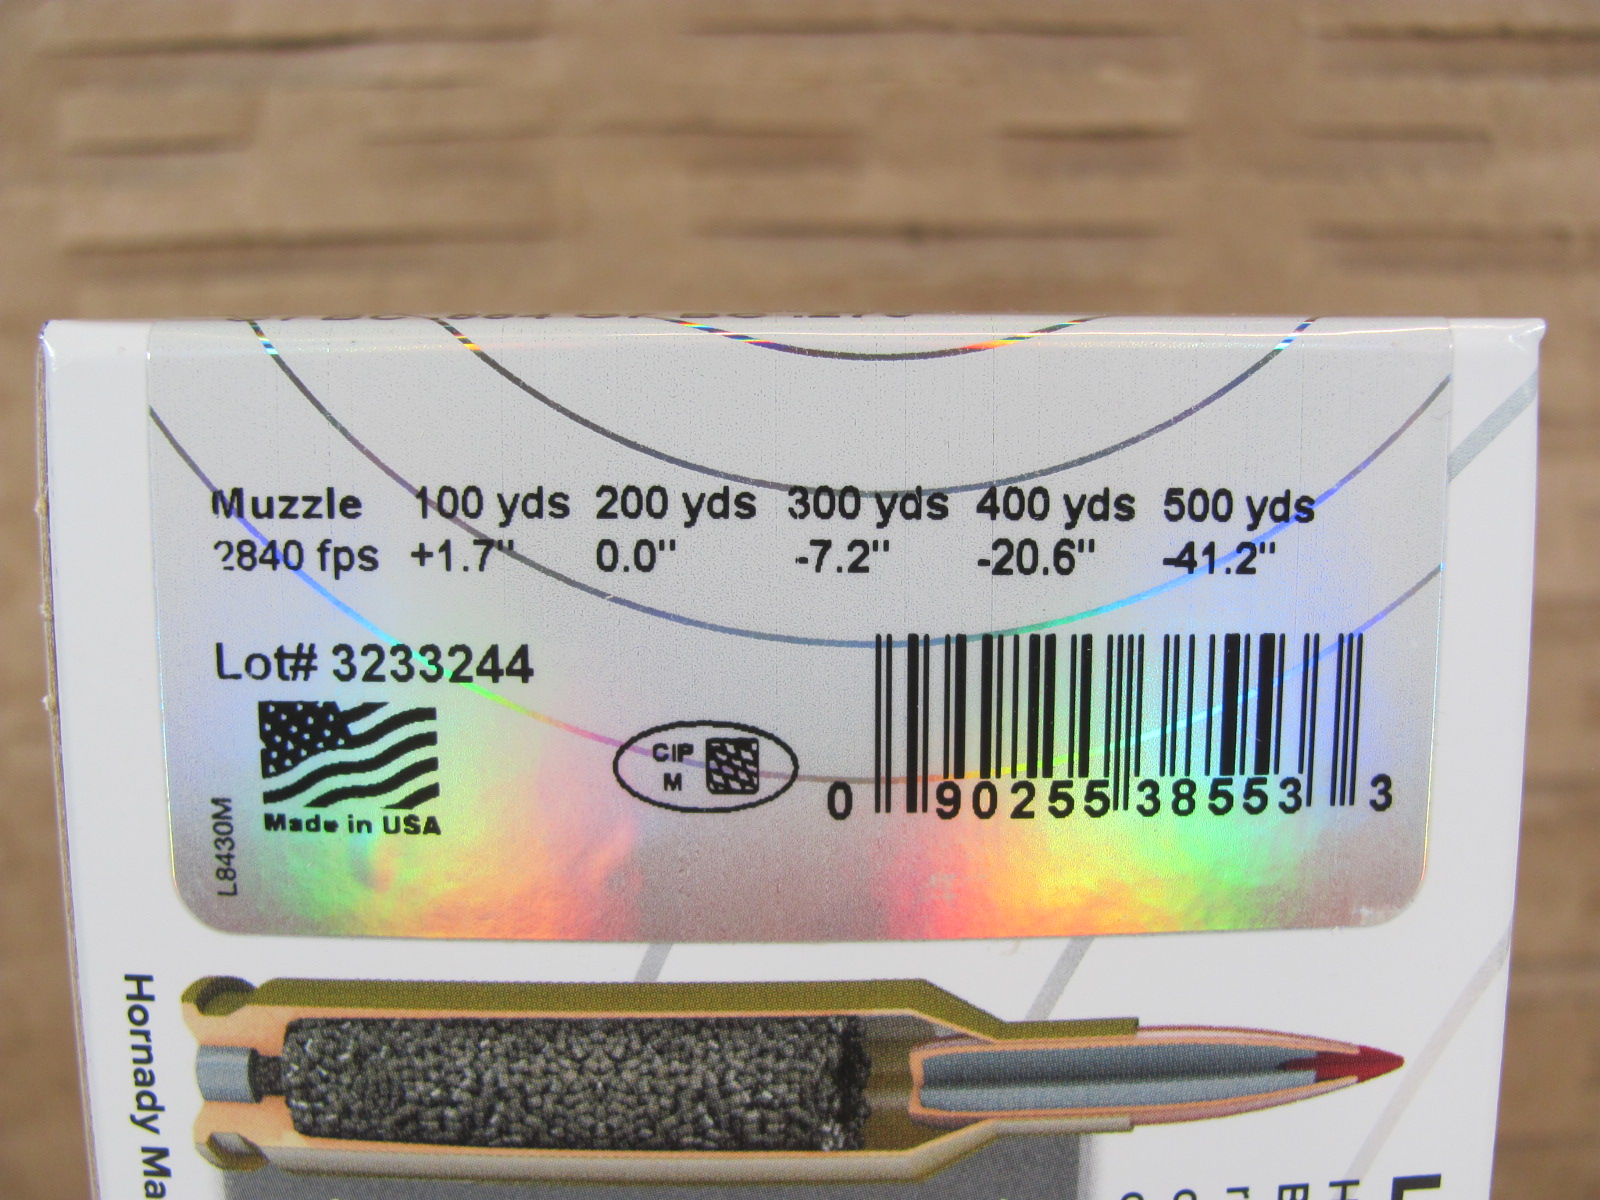 Muzzle 100 yds 200 yds 300 yds 400 yds 500 yds
2840 fps +1.7" 0.0" -7.2" -20.6" -41.2"
Lot# 3233244
CIP
M
0 90255 38553 3
Made in USA
L8430M
Hornady